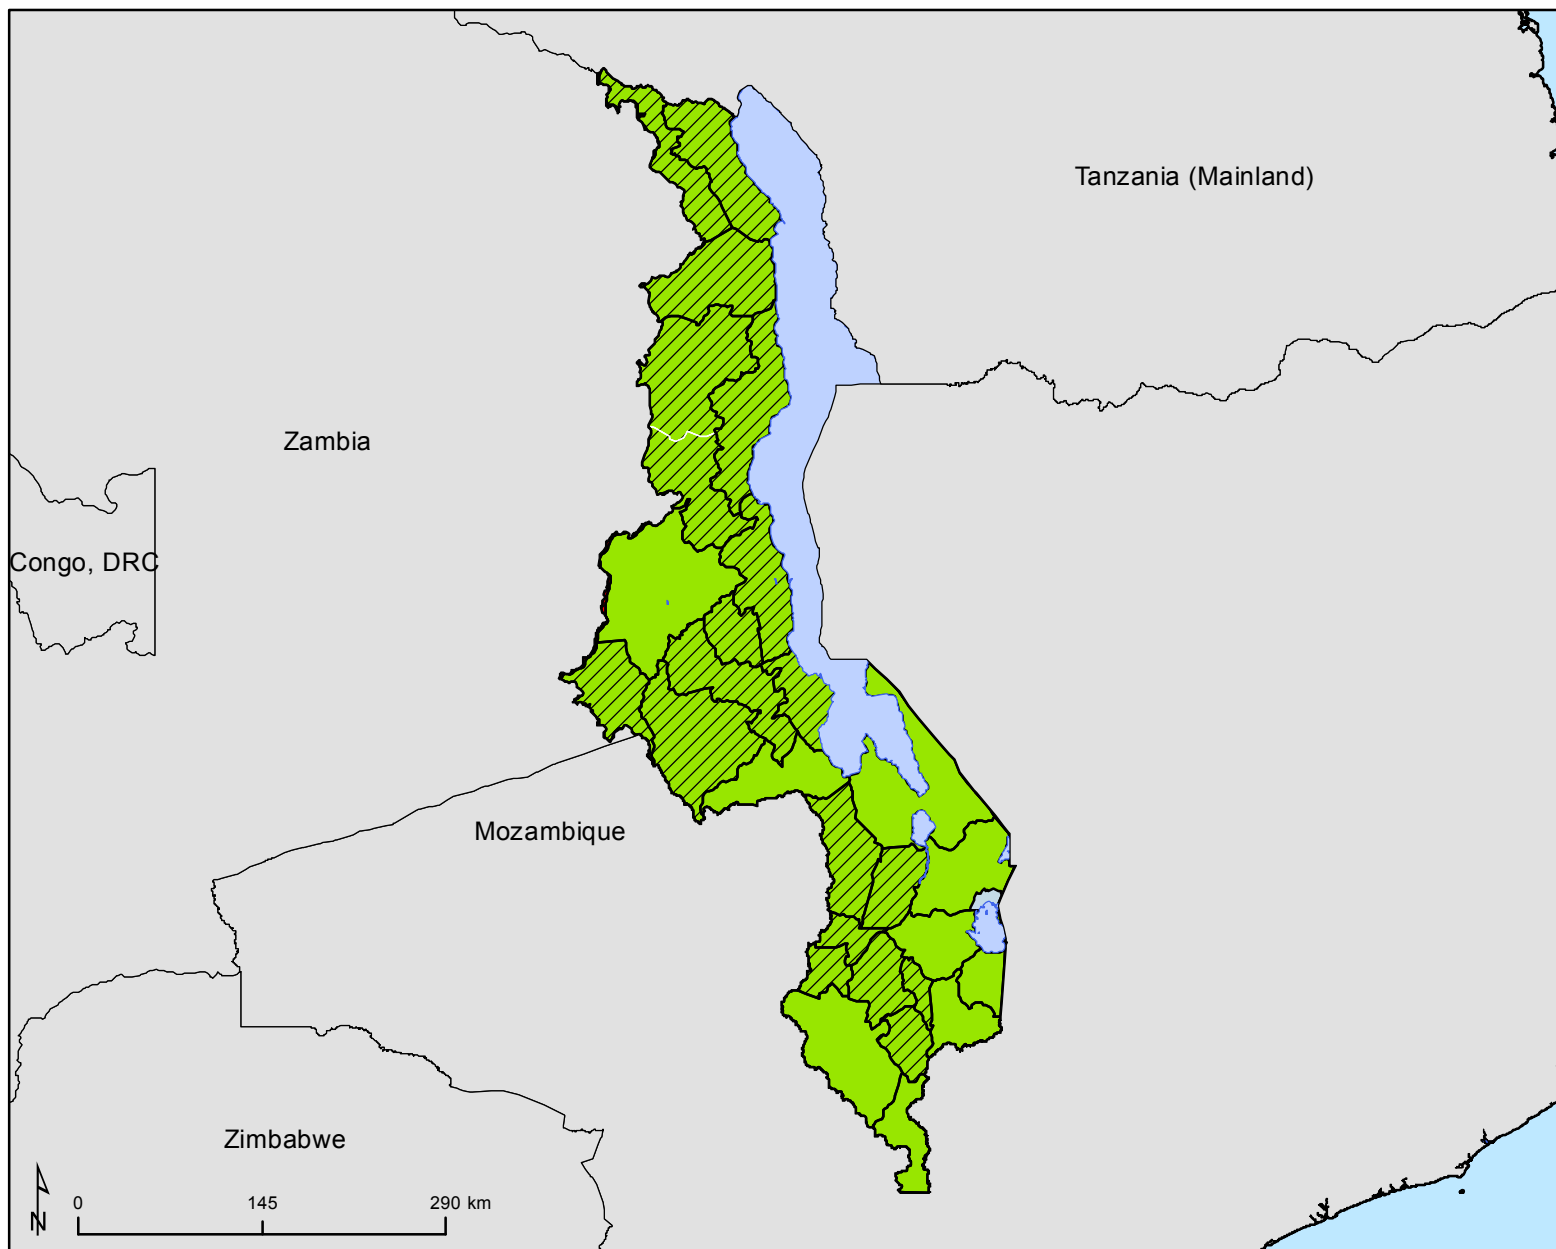 Tanzania (Mainland)
Zambia
Congo, DRC
Mozambique
Zimbabwe
N
0 145 290 km